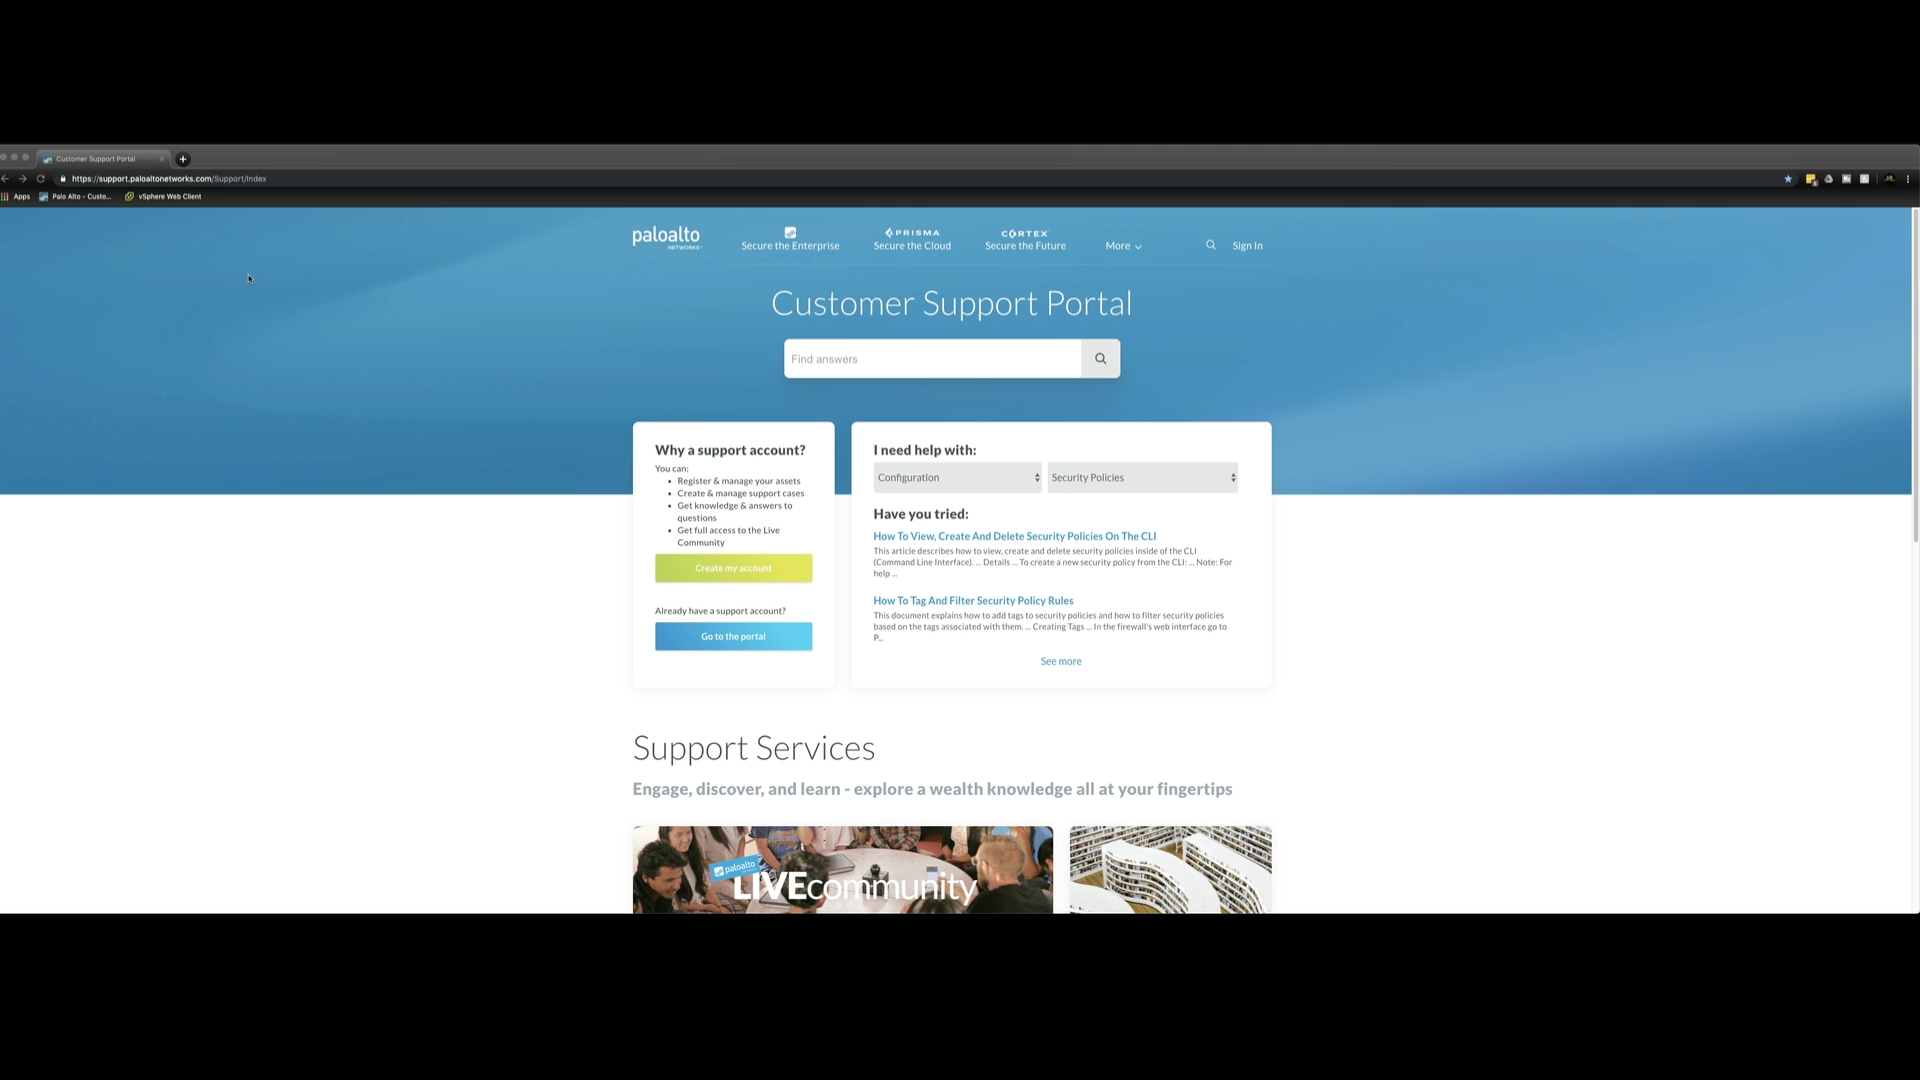 Customer Support Portal
https://support.paloaltonetworks.com/Support/Index
Apps Palo Alto - Custo... vSphere Web Client
paloalto
NETWORKS
Secure the Enterprise
PRISMA
Secure the Cloud
CORTEX
Secure the Future
More
Sign In
Customer Support Portal
Find answers
Why a support account?
You can:
Register & manage your assets
Create & manage support cases
Get knowledge & answers to
questions
Get full access to the Live
Community
Create my account
Already have a support account?
Go to the portal
I need help with:
Configuration
Security Policies
Have you tried:
How To View, Create And Delete Security Policies On The CLI
This article describes how to view, create and delete security policies inside of the CLI
(Command Line Interface). ... Details ... To create a new security policy from the CLI: ... Note: For
help ...
How To Tag And Filter Security Policy Rules
This document explains how to add tags to security policies and how to filter security policies
based on the tags associated with them. ... Creating Tags ... In the firewall's web interface go to
P...
See more
Support Services
Engage, discover, and learn - explore a wealth knowledge all at your fingertips
paloalto
LIVEcommunity